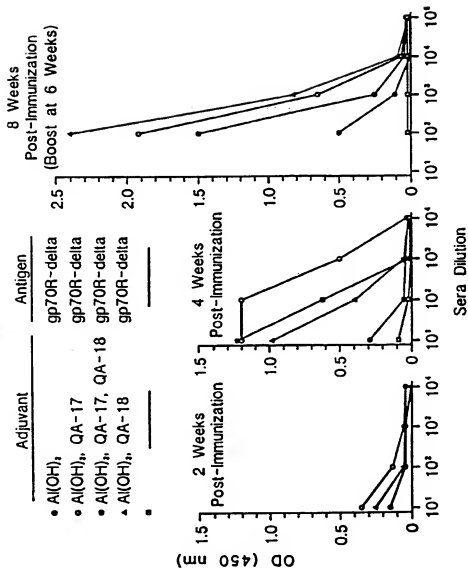 Adjuvant Antigen
Al(OH)₃ gp70R-delta
Al(OH)₃, QA-17 gp70R-delta
Al(OH)₃, QA-17, QA-18 gp70R-delta
Al(OH)₃, QA-18 gp70R-delta
OD (450 nm)
2 Weeks
Post-Immunization
1.5
1.0
0.5
0
10¹ 10² 10³ 10⁴
4 Weeks
Post-Immunization
1.5
1.0
0.5
0
10¹ 10² 10³ 10⁴
8 Weeks
Post-Immunization
(Boost at 6 Weeks)
2.5
2.0
1.5
1.0
0.5
0
10¹ 10² 10³ 10⁴ 10⁵
Sera Dilution